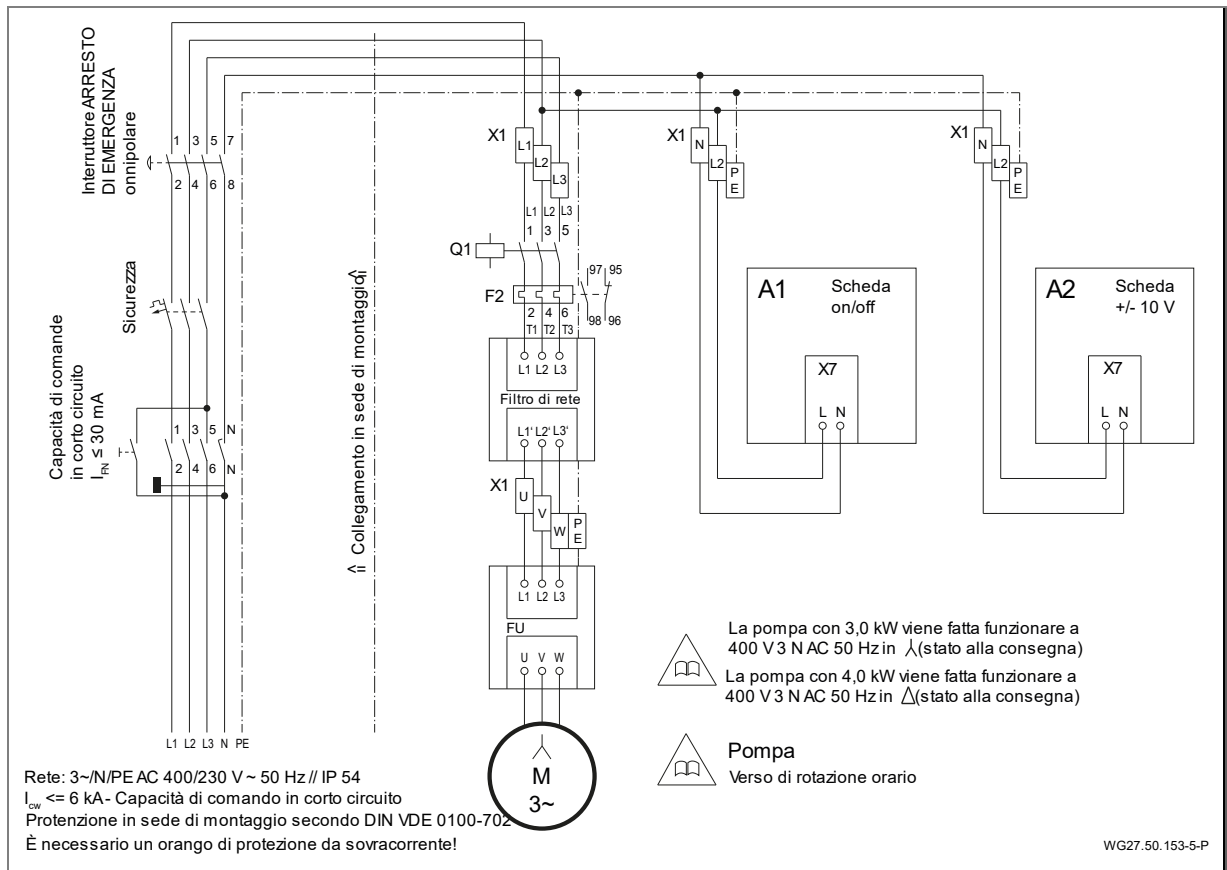 Interruttore ARRESTO
DI EMERGENZA
onnipolare
1 3 5 7
2 4 6 8
Sicurezza
Capacità di comande
in corto circuito
I_FN ≤ 30 mA
1 3 5 N
2 4 6 N
L1 L2 L3 N PE
<ïï Collegamento in sede di montaggio ïï>
X1
L1
L2
L3
L1 L2 L3
1 3 5
Q1
F2
97 95
98 96
2 4 6
T1 T2 T3
L1 L2 L3
Filtro di rete
L1' L2' L3'
X1
U
V
W
P
E
L1 L2 L3
FU
U V W
M
3~
X1
N
L2
P
E
X1
N
L2
P
E
A1
Scheda
on/off
X7
L N
A2
Scheda
+/- 10 V
X7
L N
La pompa con 3,0 kW viene fatta funzionare a
400 V 3 N AC 50 Hz in (stato alla consegna)
La pompa con 4,0 kW viene fatta funzionare a
400 V 3 N AC 50 Hz in △(stato alla consegna)
Pompa
Verso di rotazione orario
Rete: 3~/N/PE AC 400/230 V ~ 50 Hz // IP 54
I_cw <= 6 kA - Capacità di comando in corto circuito
Protenzione in sede di montaggio secondo DIN VDE 0100-702
È necessario un orango di protezione da sovracorrente!
WG27.50.153-5-P